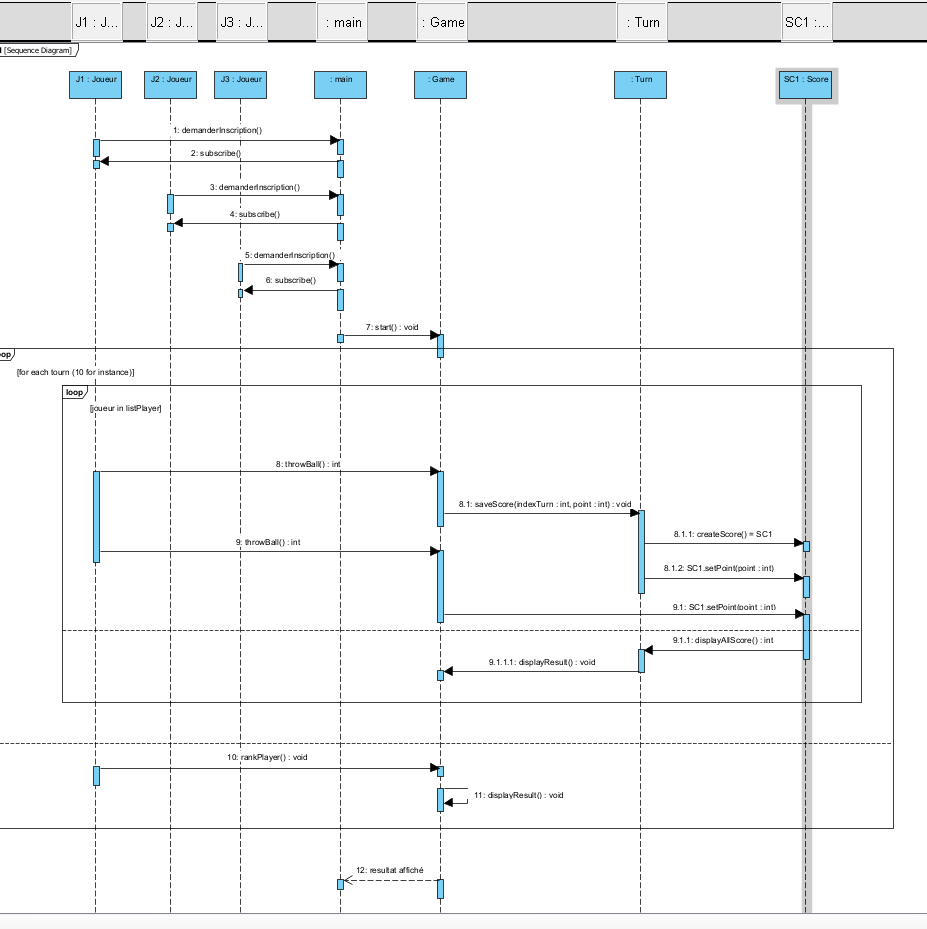 J1 : J...
J2 : J...
J3 : J...
: main
: Game
: Turn
SC1 :...
[Sequence Diagram]
J1 : Joueur
J2 : Joueur
J3 : Joueur
: main
: Game
: Turn
SC1 : Score
1: demanderInscription()
2: subscribe()
3: demanderInscription()
4: subscribe()
5: demanderInscription()
6: subscribe()
7: start() : void
oop
[for each tourn (10 for instance)]
loop
[joueur in listPlayer]
8: throwBall() : int
8.1: saveScore(indexTurn : int, point : int) : void
8.1.1: createScore() = SC1
9: throwBall() : int
8.1.2: SC1.setPoint(point : int)
9.1: SC1.setPoint(point : int)
9.1.1: displayAllScore() : int
9.1.1.1: displayResult() : void
10: rankPlayer() : void
11: displayResult() : void
12: resultat affiché